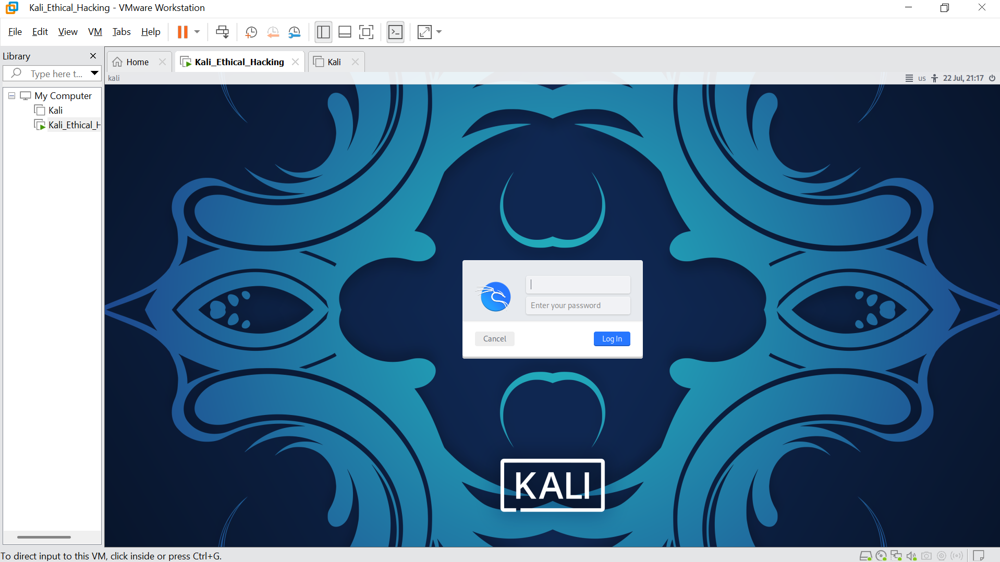 Kali_Ethical_Hacking - VMware Workstation
File Edit View VM Tabs Help
Library
Type here t...
My Computer
Kali
Kali_Ethical_H
Home
Kali_Ethical_Hacking
Kali
kali
us
22 Jul, 21:17
Enter your password
Cancel
Log In
KALI
To direct input to this VM, click inside or press Ctrl+G.